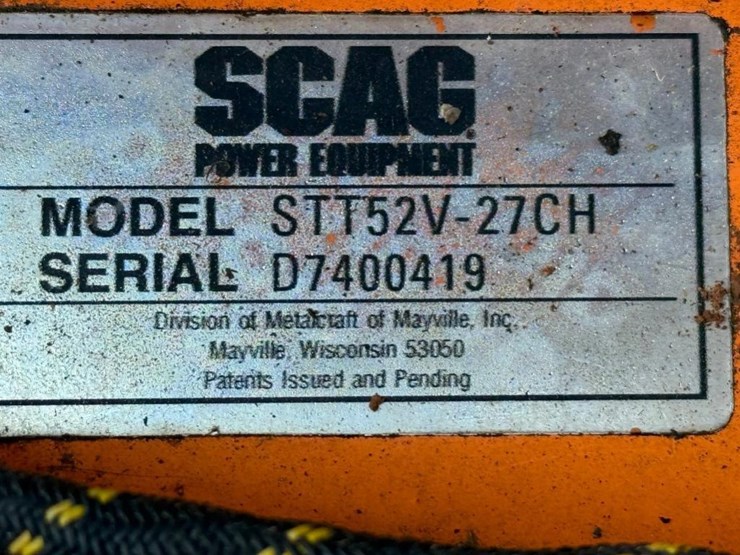 SCAG
POWER EQUIPMENT
MODEL STT52V-27CH
SERIAL D7400419
Division of Metalcraft of Mayville, Inc.
Mayville, Wisconsin 53050
Patents Issued and Pending